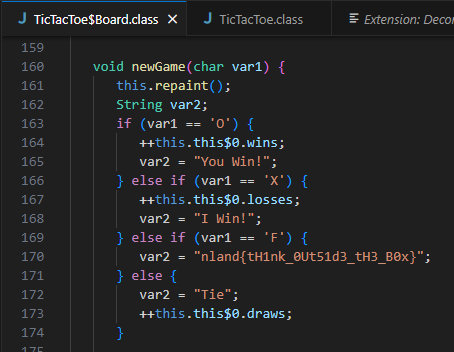 J TicTacToe$Board.class × J TicTacToe.class Extension: Decor
159
160 void newGame(char var1) {
161 this.repaint();
162 String var2;
163 if (var1 == 'O') {
164 ++this.this$0.wins;
165 var2 = "You Win!";
166 } else if (var1 == 'X') {
167 ++this.this$0.losses;
168 var2 = "I Win!";
169 } else if (var1 == 'F') {
170 var2 = "nland{tH1nk_0Ut51d3_tH3_B0x}";
171 } else {
172 var2 = "Tie";
173 ++this.this$0.draws;
174 }
175